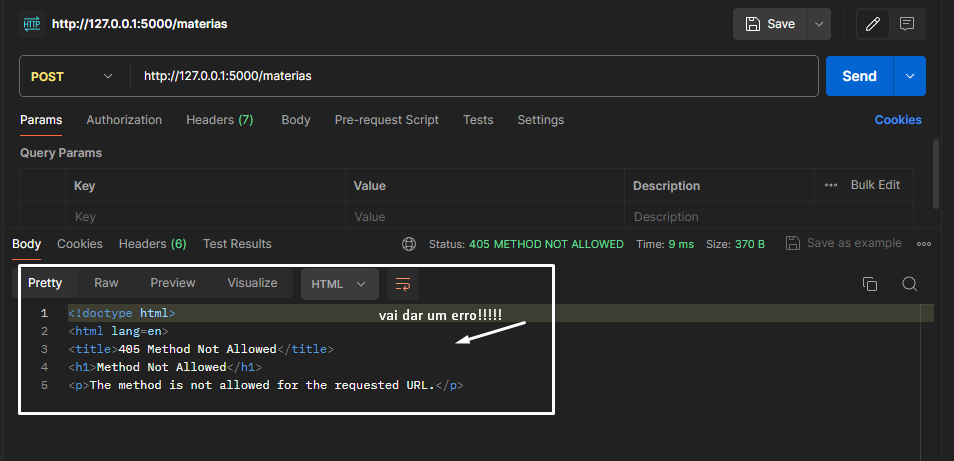 HTTP http://127.0.0.1:5000/materias Save
POST http://127.0.0.1:5000/materias Send
Params Authorization Headers (7) Body Pre-request Script Tests Settings Cookies
Query Params
Key Value Description ••• Bulk Edit
Key Value Description
Body Cookies Headers (6) Test Results Status: 405 METHOD NOT ALLOWED Time: 9 ms Size: 370 B Save as example •••
Pretty Raw Preview Visualize HTML
1 <!doctype html> vai dar um erro!!!!!
2 <html lang=en>
3 <title>405 Method Not Allowed</title>
4 <h1>Method Not Allowed</h1>
5 <p>The method is not allowed for the requested URL.</p>